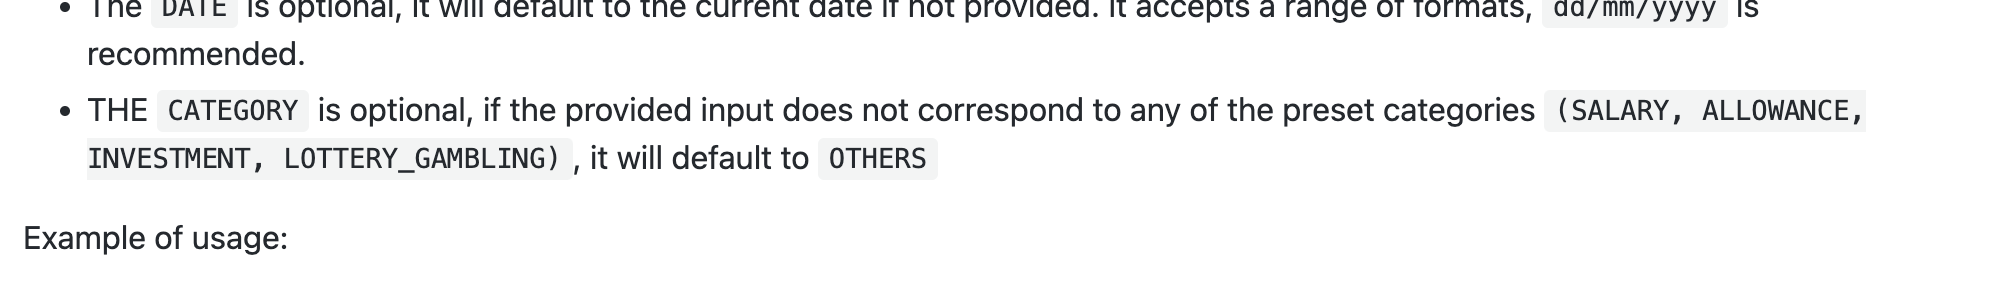 • The DATE is optional, it will default to the current date if not provided. It accepts a range of formats, dd/mm/yyyy is
recommended.
• THE CATEGORY is optional, if the provided input does not correspond to any of the preset categories (SALARY, ALLOWANCE,
INVESTMENT, LOTTERY_GAMBLING), it will default to OTHERS
Example of usage: